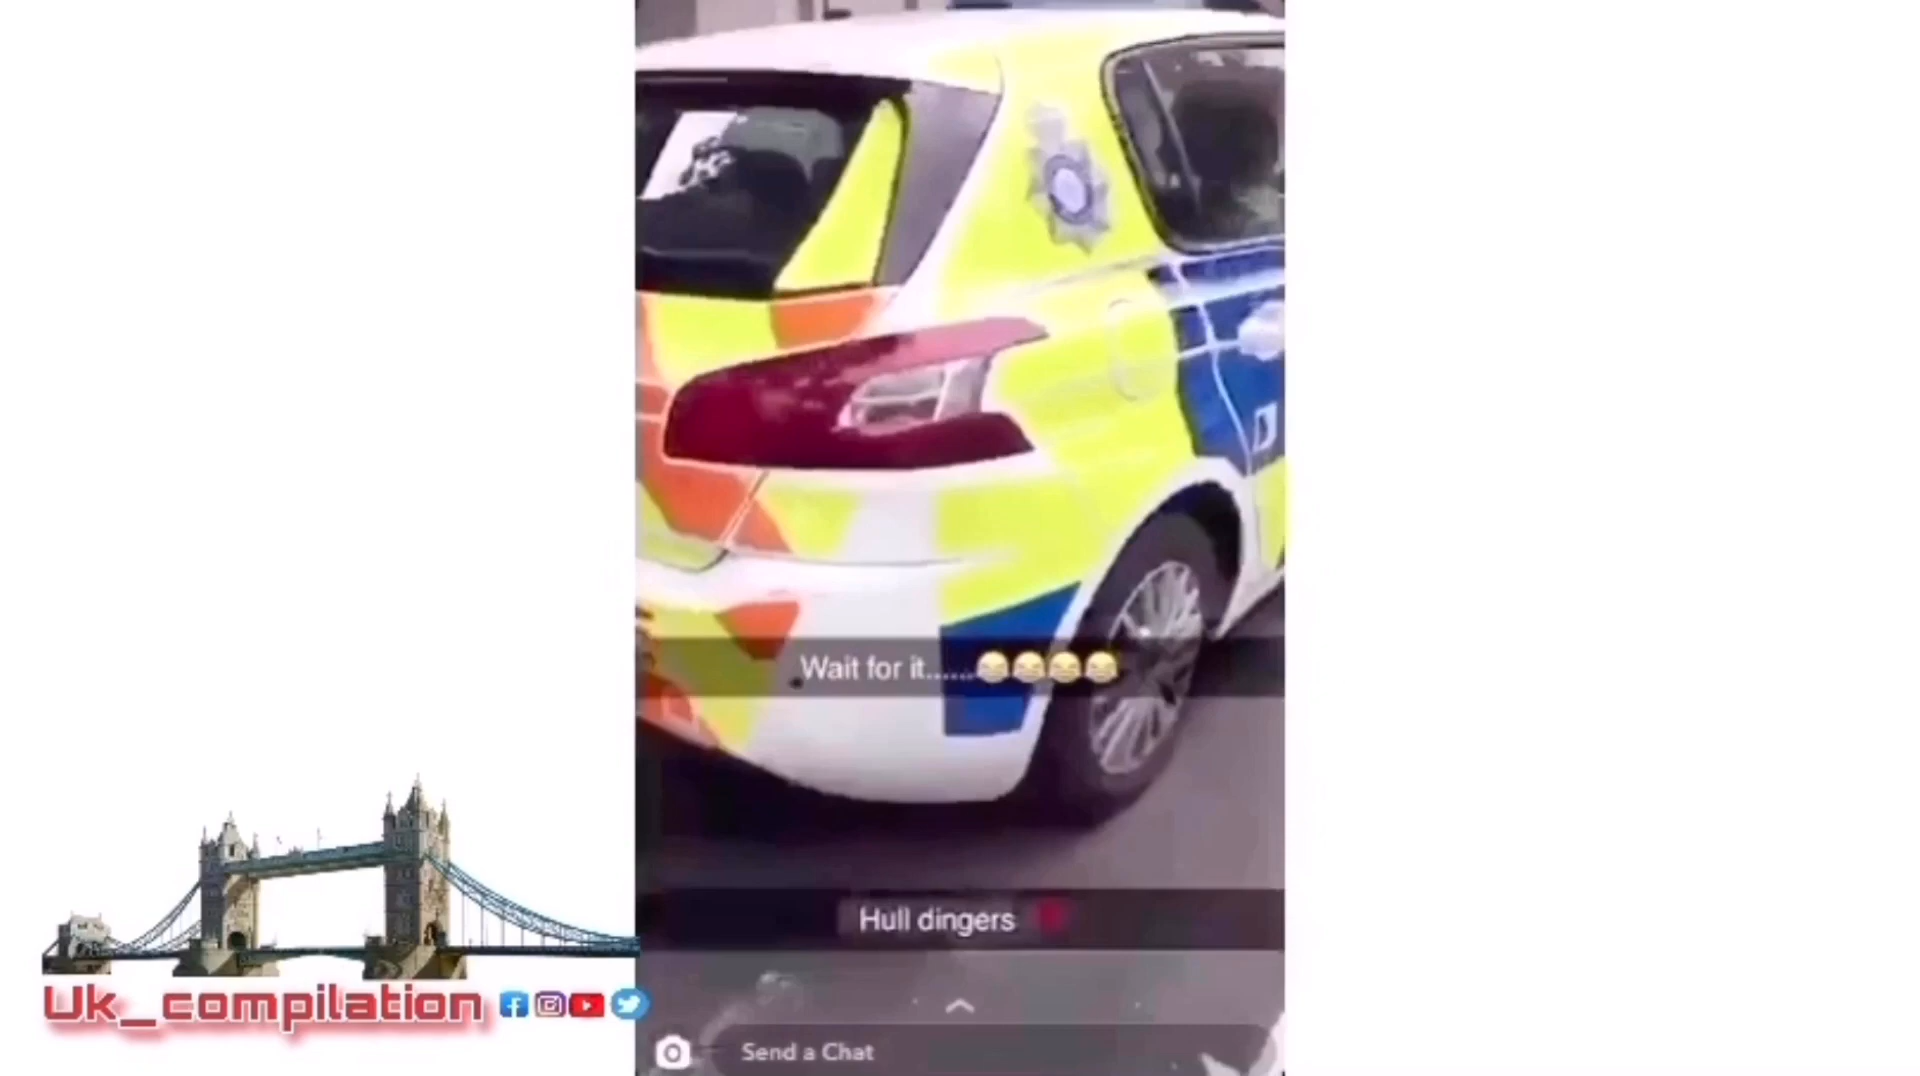 Wait for it......😂😂😂😂
Hull dingers
Uk_compilation
Send a Chat